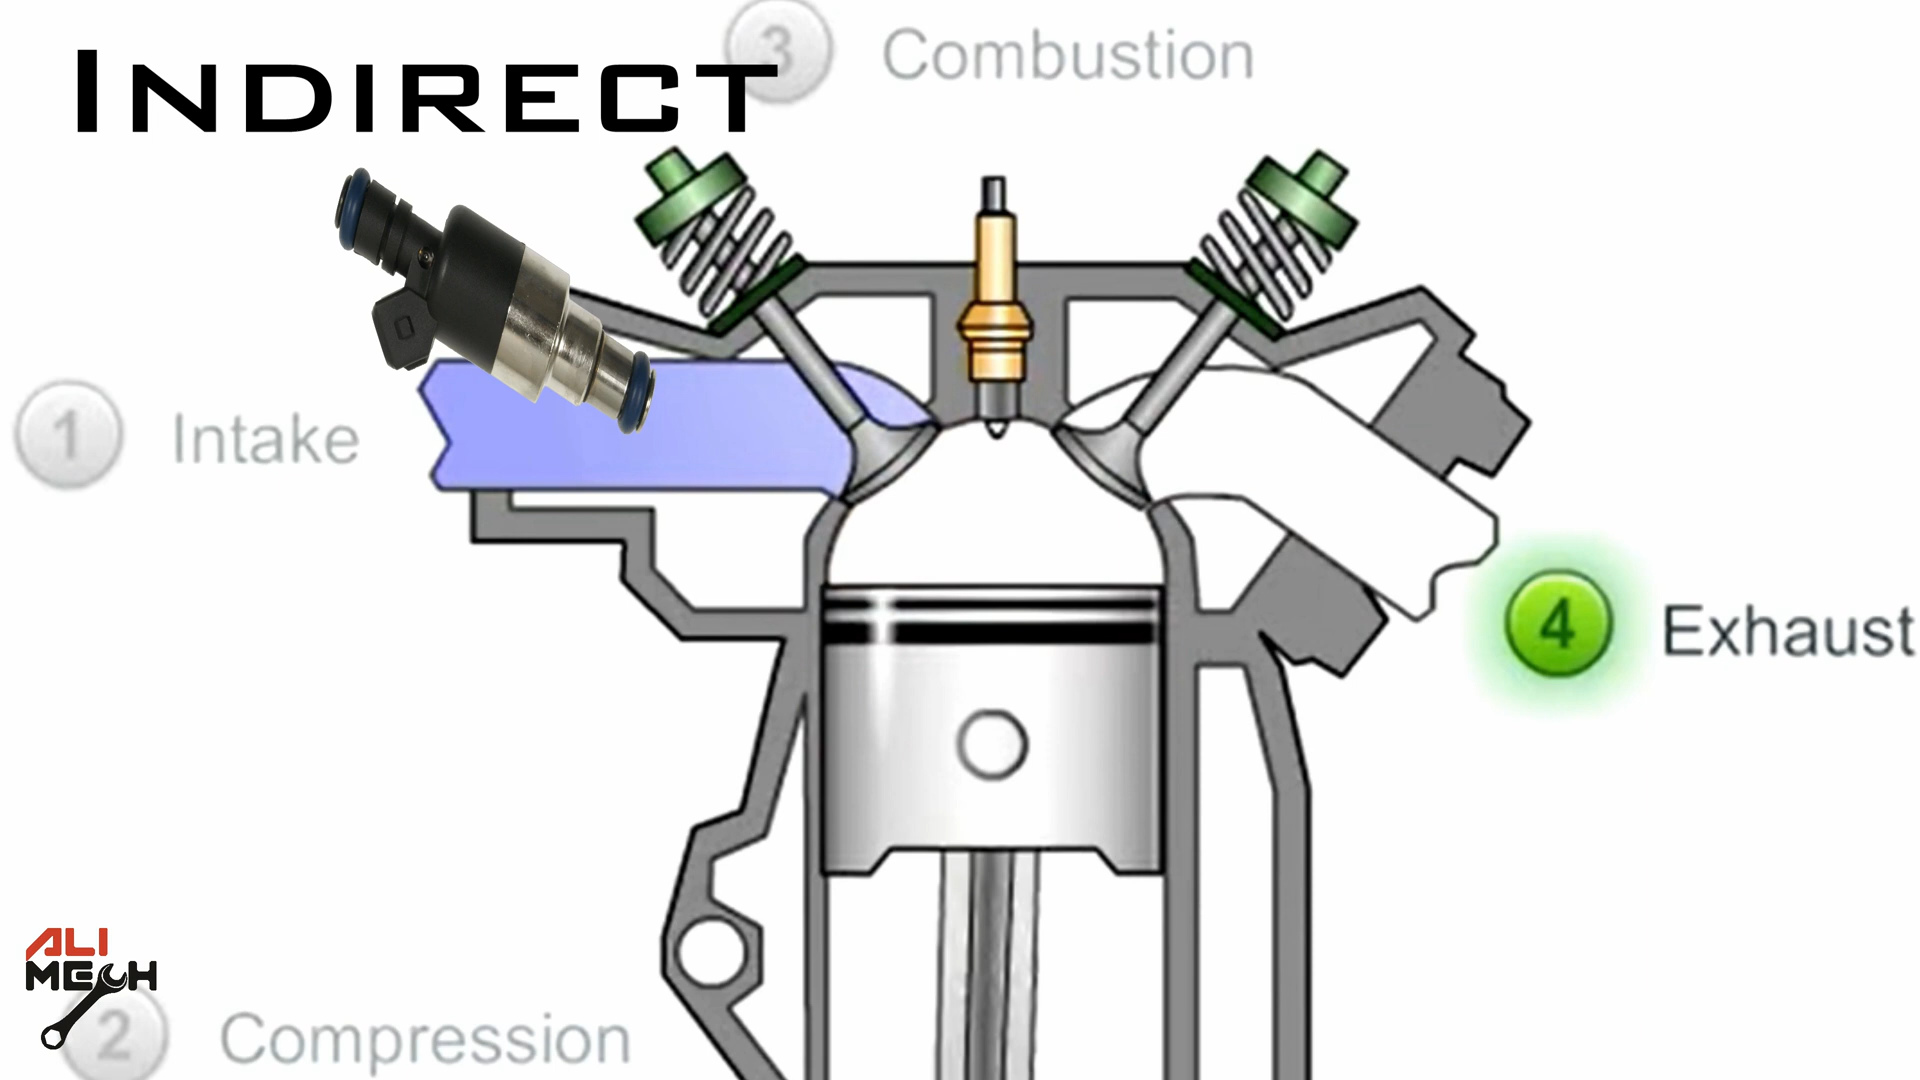 INDIRECT
3 Combustion
1 Intake
4 Exhaust
ALI
MECH
2 Compression